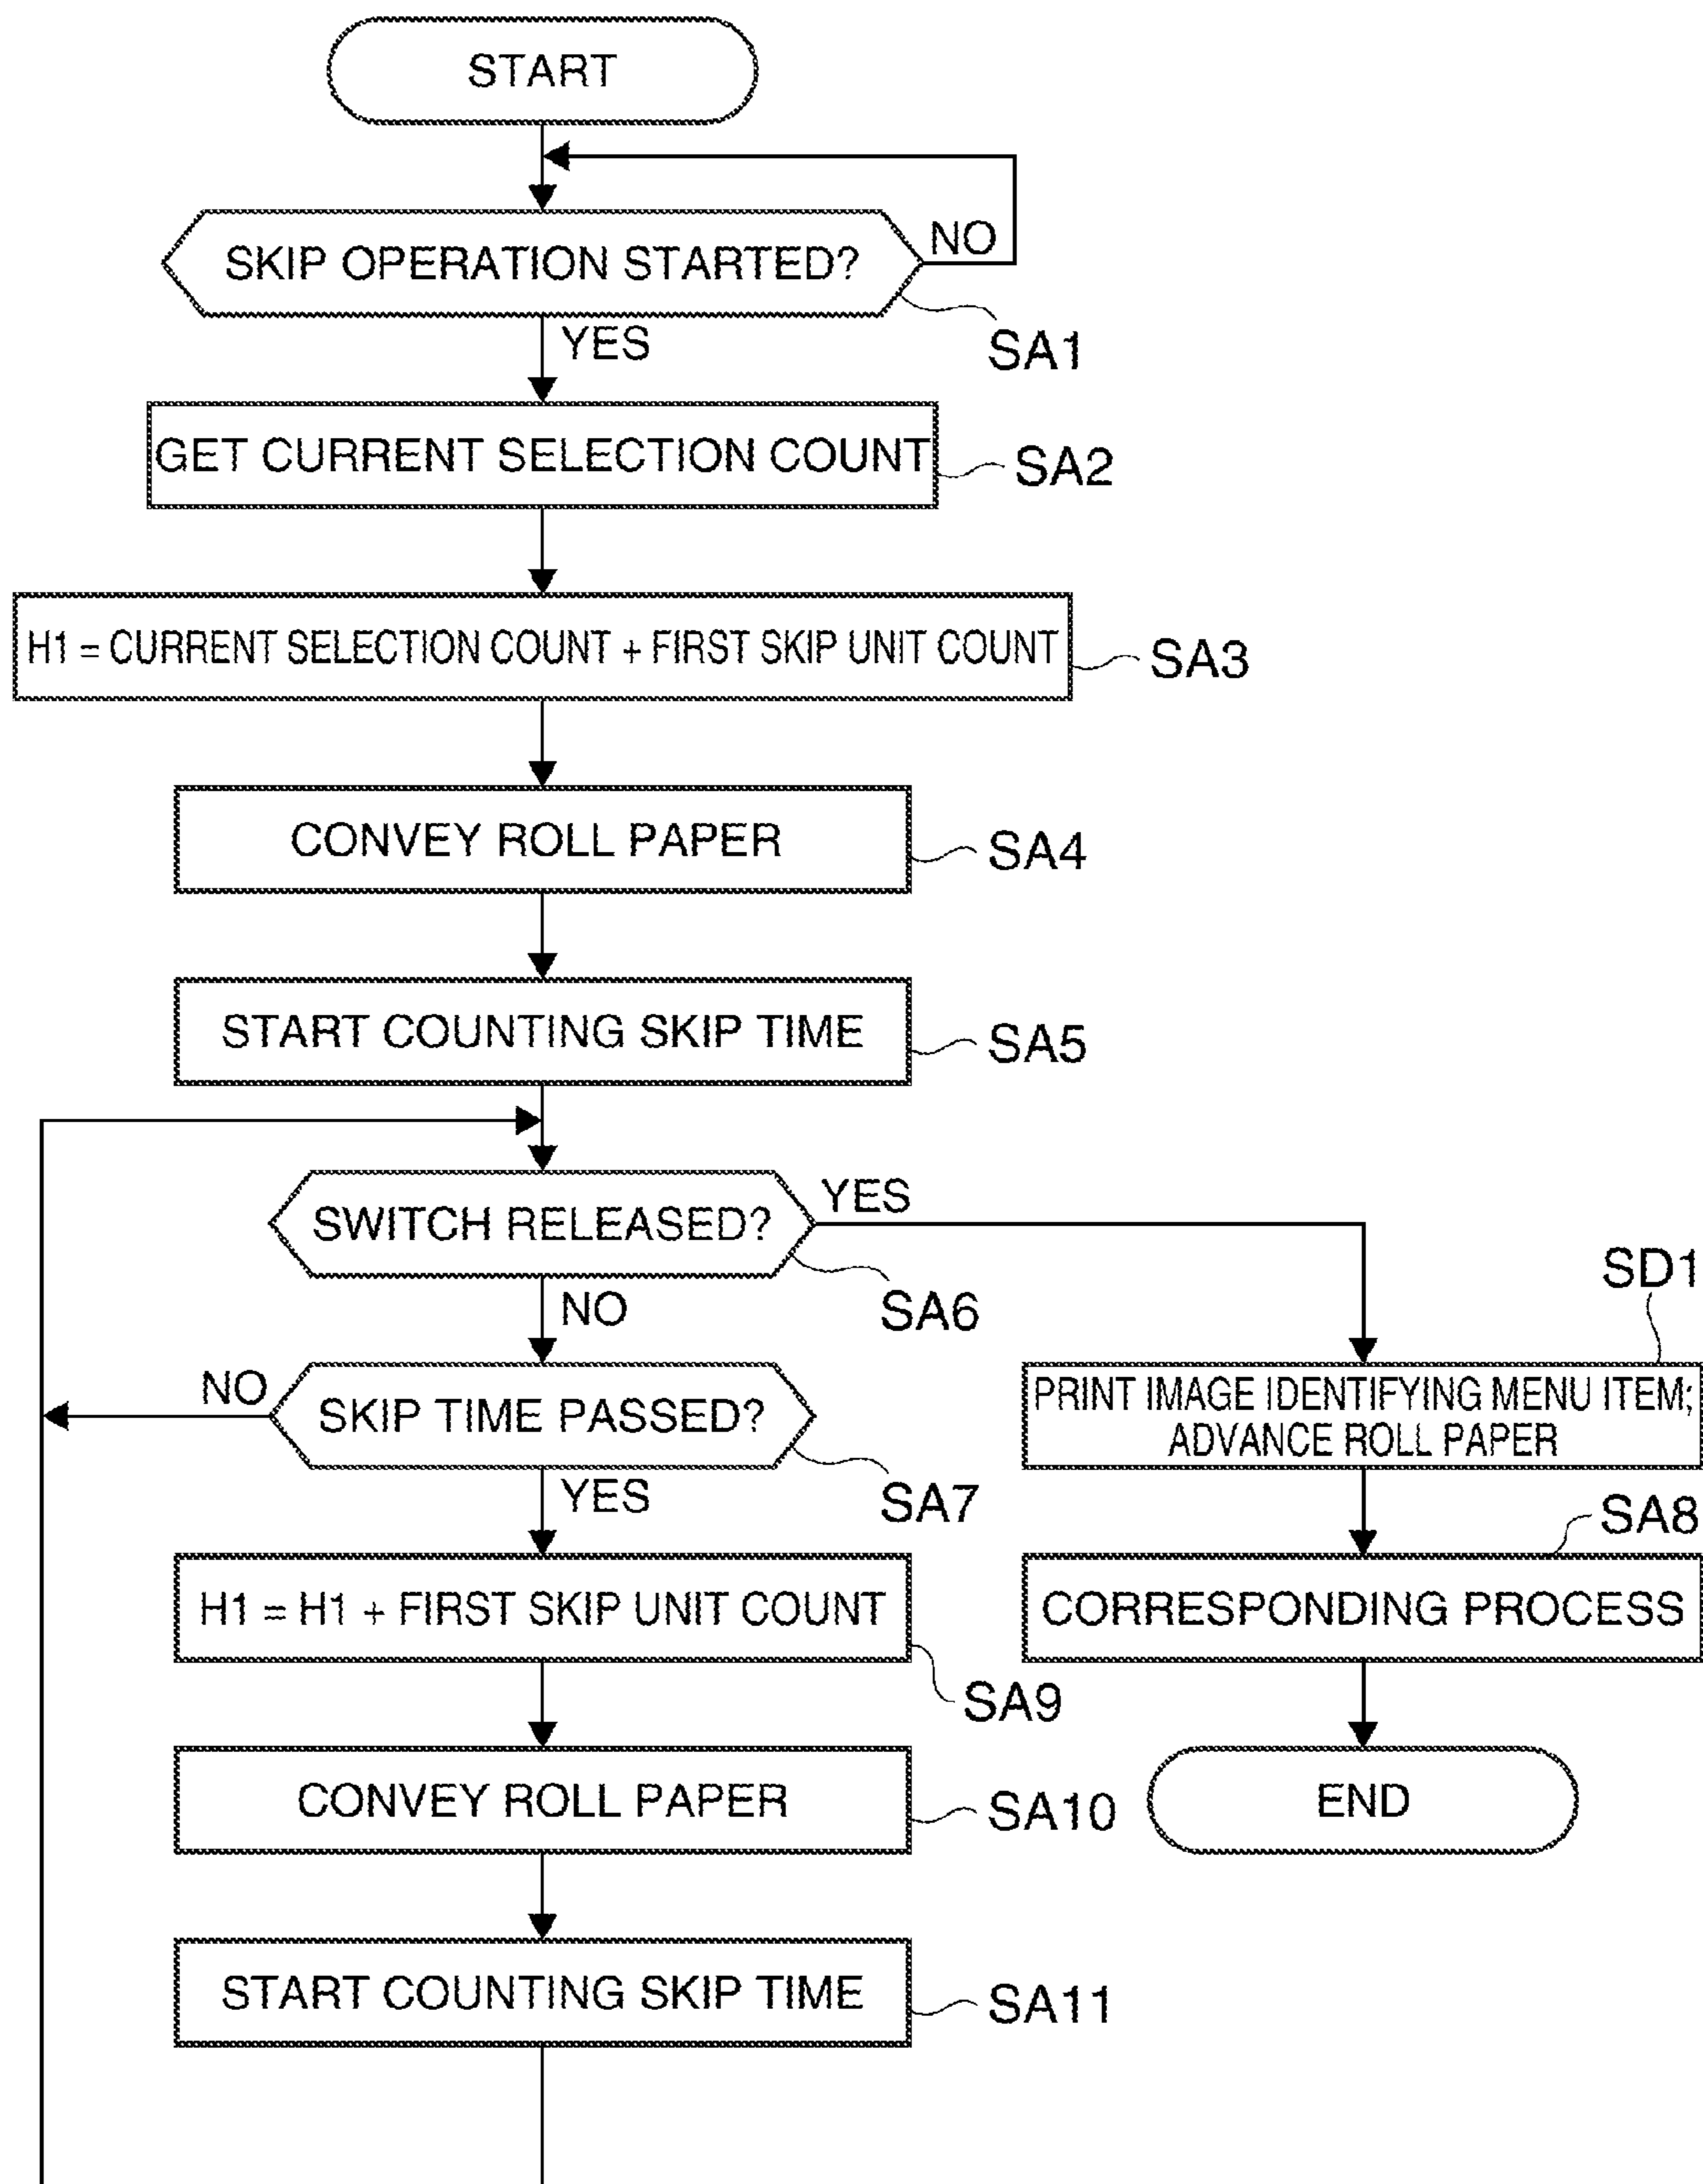 START
NO
SKIP OPERATION STARTED?
SA1
YES
GET CURRENT SELECTION COUNT
SA2
H1 = CURRENT SELECTION COUNT + FIRST SKIP UNIT COUNT
SA3
CONVEY ROLL PAPER
SA4
START COUNTING SKIP TIME
SA5
SWITCH RELEASED?
YES
SA6
NO
SD1
NO
SKIP TIME PASSED?
SA7
YES
PRINT IMAGE IDENTIFYING MENU ITEM;
ADVANCE ROLL PAPER
SA8
H1 = H1 + FIRST SKIP UNIT COUNT
SA9
CORRESPONDING PROCESS
CONVEY ROLL PAPER
SA10
END
START COUNTING SKIP TIME
SA11